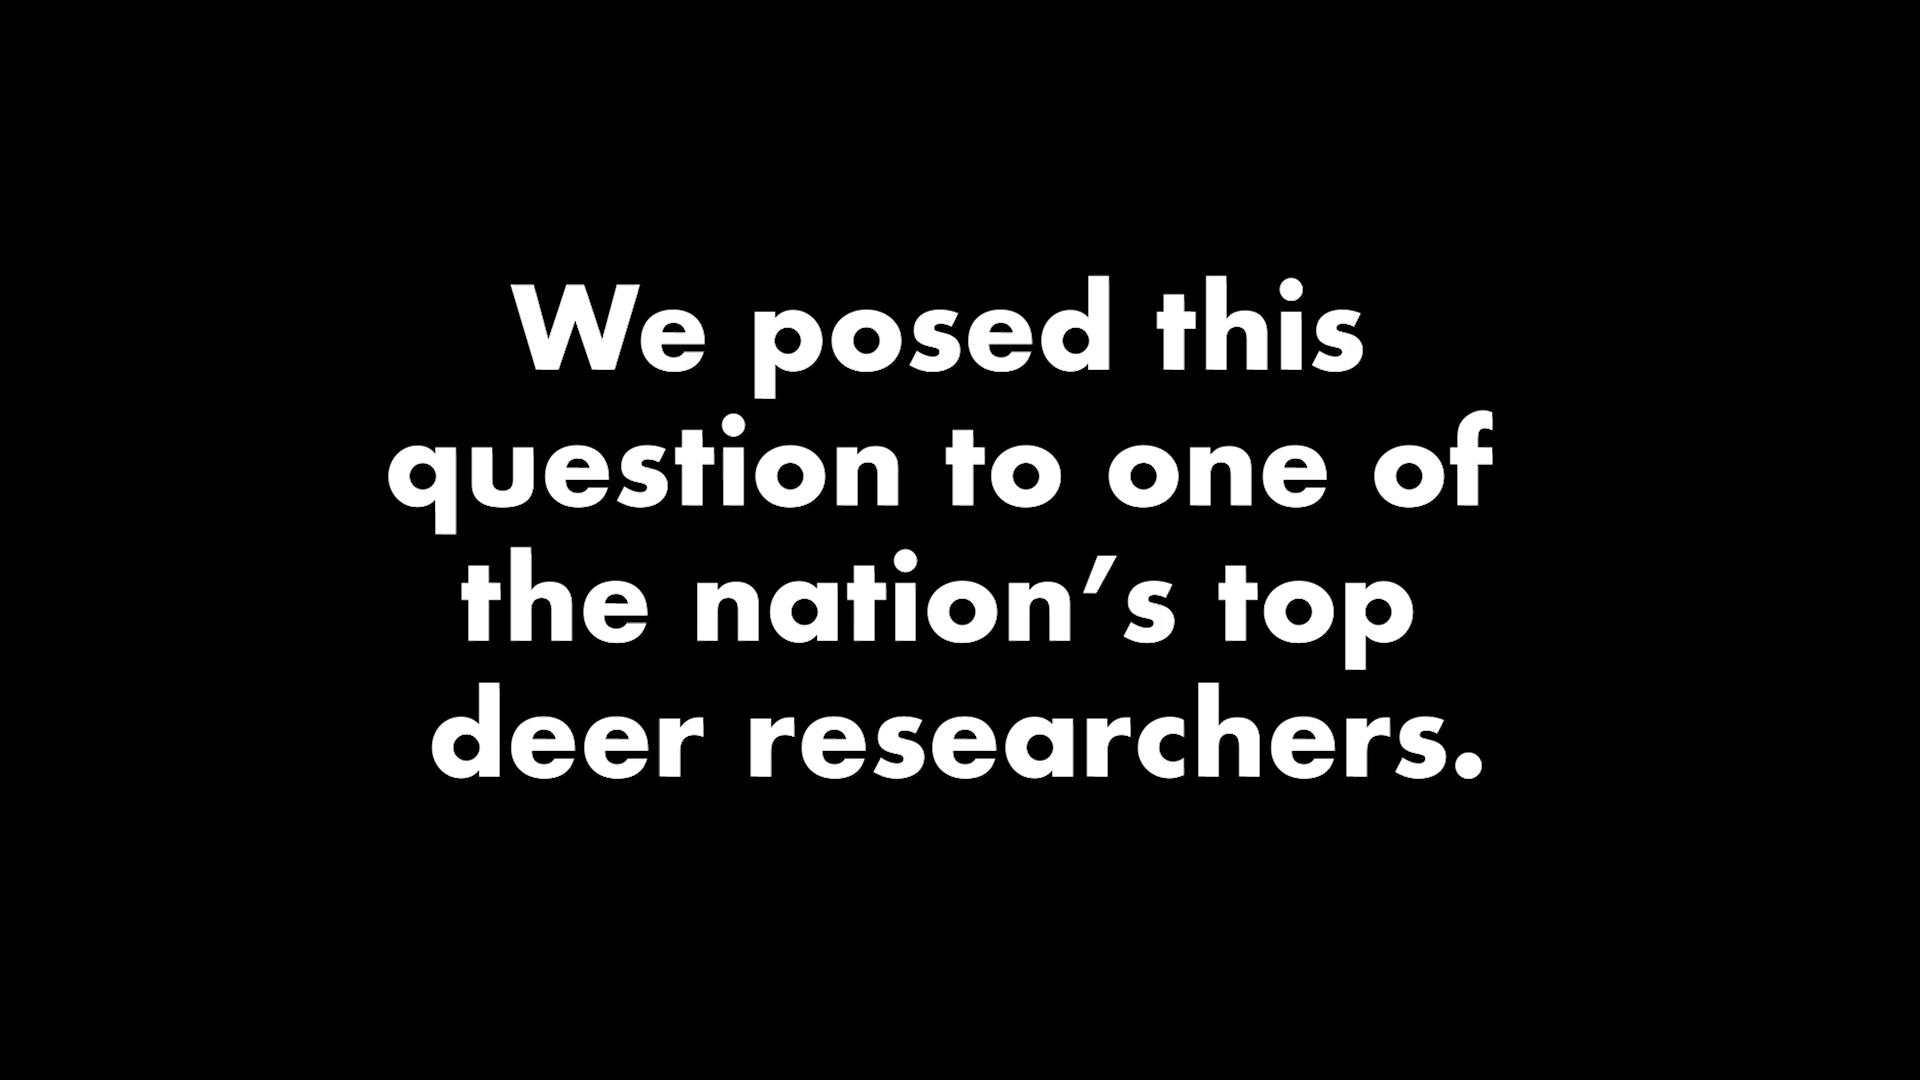 We posed this
question to one of
the nation’s top
deer researchers.